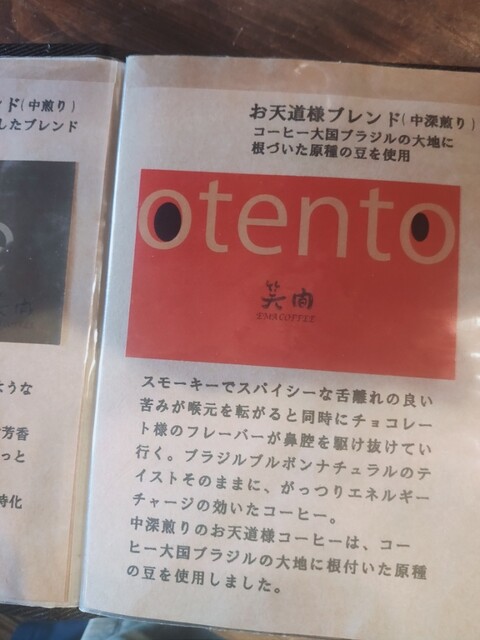 ンド(中煎り)
したブレンド
ような
芳香
っと
特化
お天道様ブレンド(中深煎り)
コーヒー大国ブラジルの大地に
根づいた原種の豆を使用
otento
笑間
EMA COFFEE
スモーキーでスパイシーな舌離れの良い
苦みが喉元を転がると同時にチョコレー
ト様のフレーバーが鼻腔を駆け抜けてい
行く。ブラジルブルボンナチュラルのテ
イストそのままに、がっつりエネルギー
チャージの効いたコーヒー。
中深煎りのお天道様コーヒーは、コー
ヒー大国ブラジルの大地に根付いた原種
の豆を使用しました。